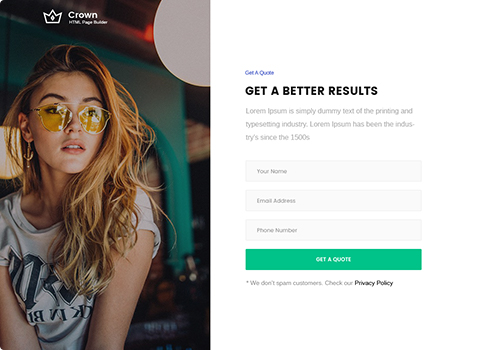 Crown
HTML Page Builder
Get A Quote
GET A BETTER RESULTS
Lorem Ipsum is simply dummy text of the printing and
typesetting industry. Lorem Ipsum has been the indus-
try's since the 1500s
Your Name
Email Address
Phone Number
GET A QUOTE
* We don't spam customers. Check our Privacy Policy